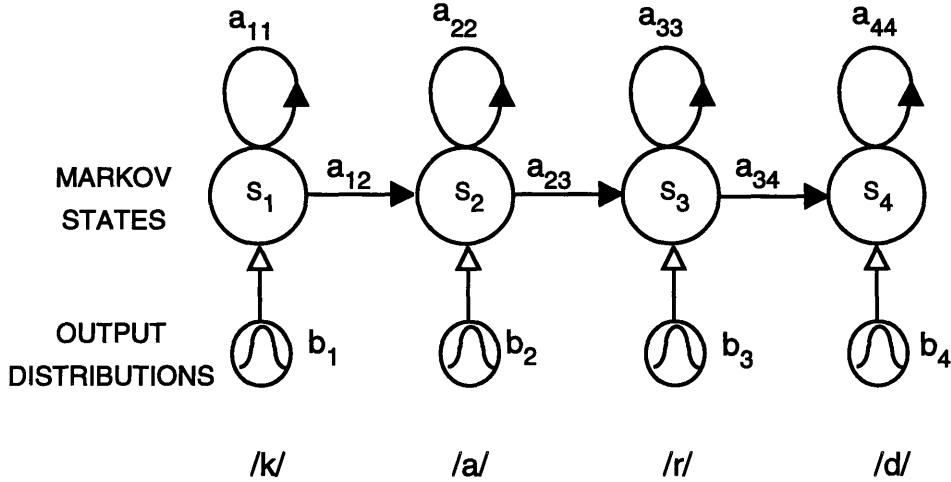 a11 a22 a33 a44
MARKOV
STATES
S1 a12 S2 a23 S3 a34 S4
OUTPUT
DISTRIBUTIONS
b1 b2 b3 b4
/k/ /a/ /r/ /d/